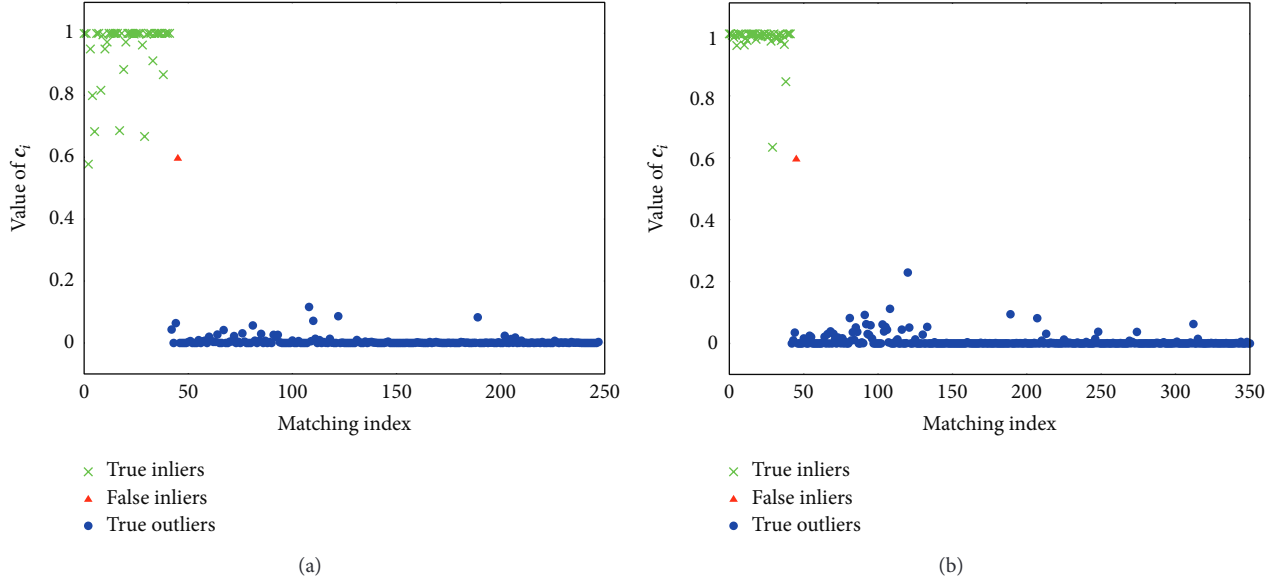 1
0.8
0.6
0.4
0.2
0
Value of c_i
0 50 100 150 200 250
Matching index
True inliers
False inliers
True outliers
(a)
1
0.8
0.6
0.4
0.2
0
Value of c_i
0 50 100 150 200 250 300 350
Matching index
True inliers
False inliers
True outliers
(b)